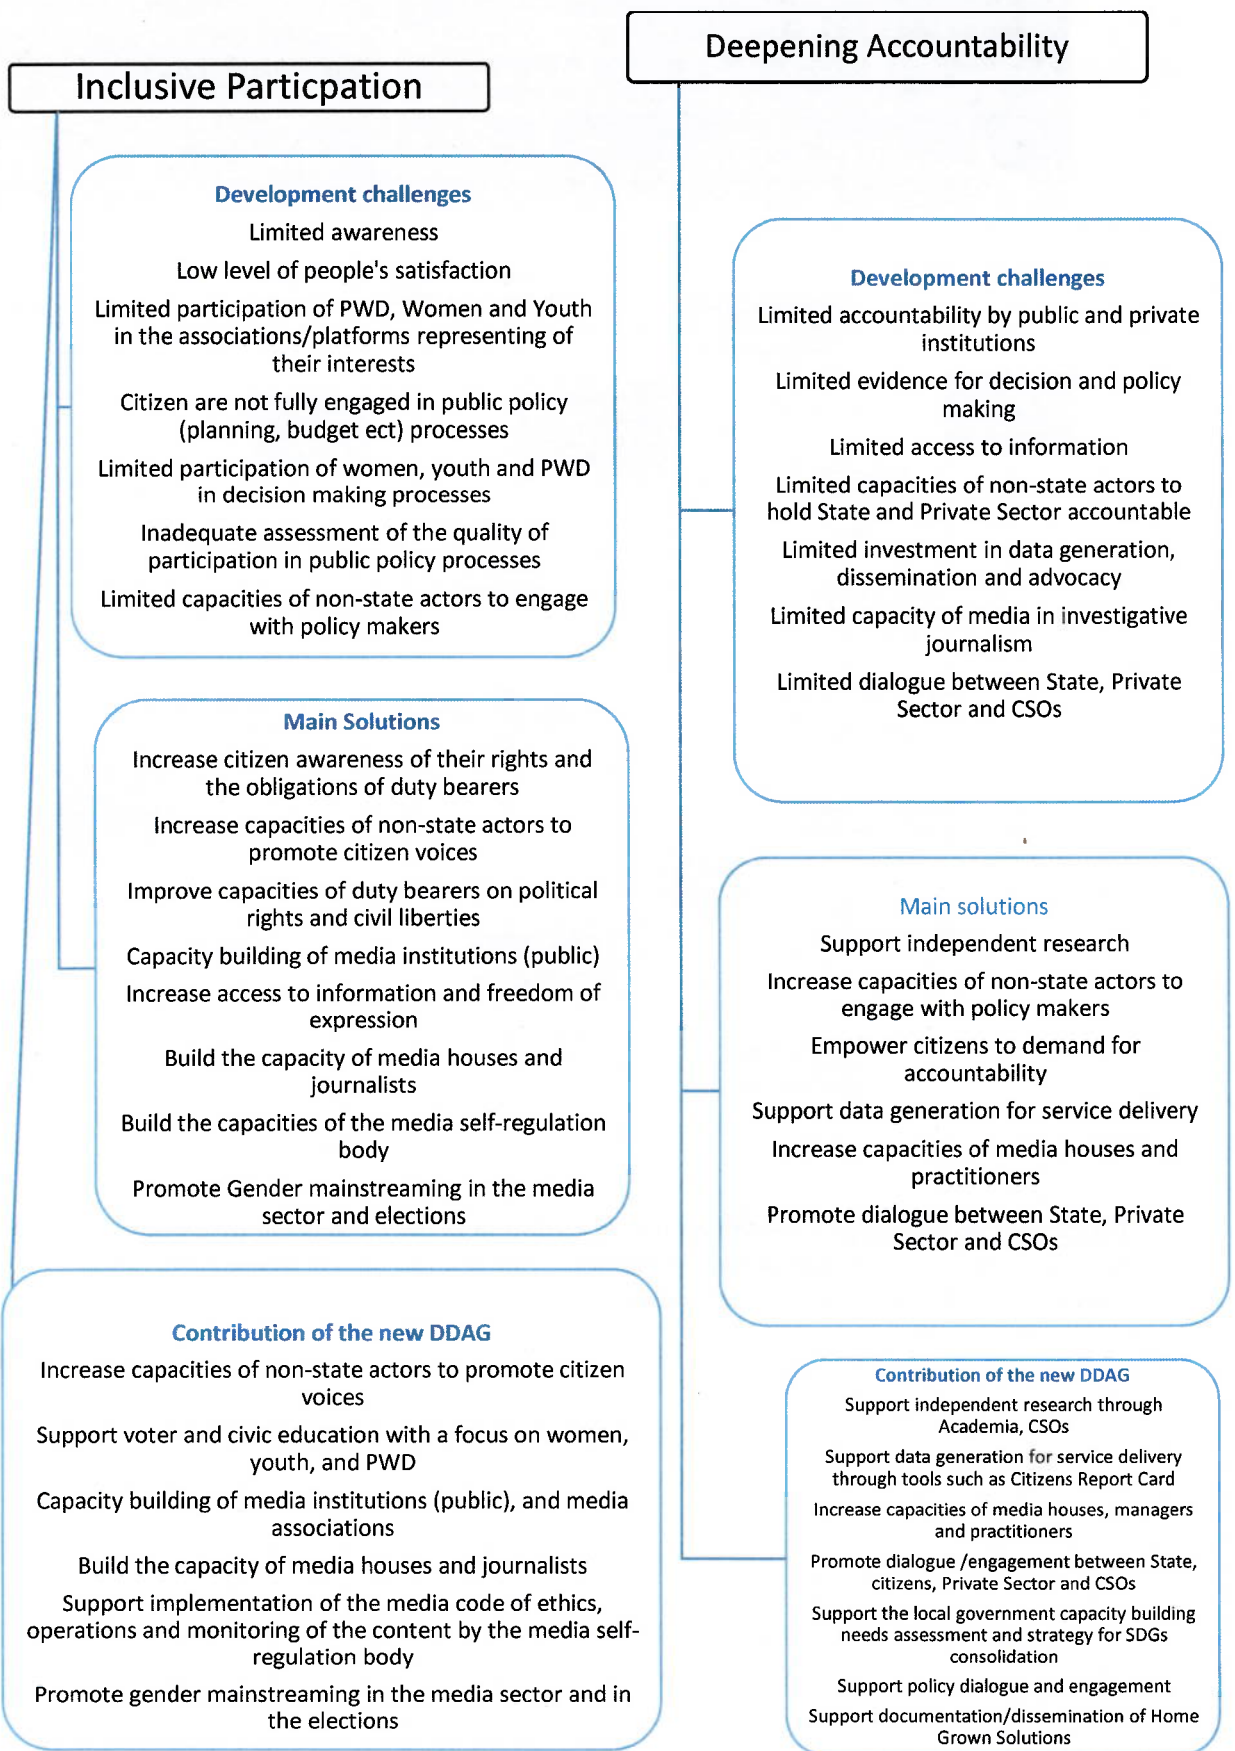 Inclusive Particpation
Development challenges
Limited awareness
Low level of people's satisfaction
Limited participation of PWD, Women and Youth
in the associations/platforms representing of
their interests
Citizen are not fully engaged in public policy
(planning, budget ect) processes
Limited participation of women, youth and PWD
in decision making processes
Inadequate assessment of the quality of
participation in public policy processes
Limited capacities of non-state actors to engage
with policy makers
Main Solutions
Increase citizen awareness of their rights and
the obligations of duty bearers
Increase capacities of non-state actors to
promote citizen voices
Improve capacities of duty bearers on political
rights and civil liberties
Capacity building of media institutions (public)
Increase access to information and freedom of
expression
Build the capacity of media houses and
journalists
Build the capacities of the media self-regulation
body
Promote Gender mainstreaming in the media
sector and elections
Contribution of the new DDAG
Increase capacities of non-state actors to promote citizen
voices
Support voter and civic education with a focus on women,
youth, and PWD
Capacity building of media institutions (public), and media
associations
Build the capacity of media houses and journalists
Support implementation of the media code of ethics,
operations and monitoring of the content by the media self-
regulation body
Promote gender mainstreaming in the media sector and in
the elections
Deepening Accountability
Development challenges
Limited accountability by public and private
institutions
Limited evidence for decision and policy
making
Limited access to information
Limited capacities of non-state actors to
hold State and Private Sector accountable
Limited investment in data generation,
dissemination and advocacy
Limited capacity of media in investigative
journalism
Limited dialogue between State, Private
Sector and CSOs
Main solutions
Support independent research
Increase capacities of non-state actors to
engage with policy makers
Empower citizens to demand for
accountability
Support data generation for service delivery
Increase capacities of media houses and
practitioners
Promote dialogue between State, Private
Sector and CSOs
Contribution of the new DDAG
Support independent research through
Academia, CSOs
Support data generation for service delivery
through tools such as Citizens Report Card
Increase capacities of media houses, managers
and practitioners
Promote dialogue /engagement between State,
citizens, Private Sector and CSOs
Support the local government capacity building
needs assessment and strategy for SDGs
consolidation
Support policy dialogue and engagement
Support documentation/dissemination of Home
Grown Solutions